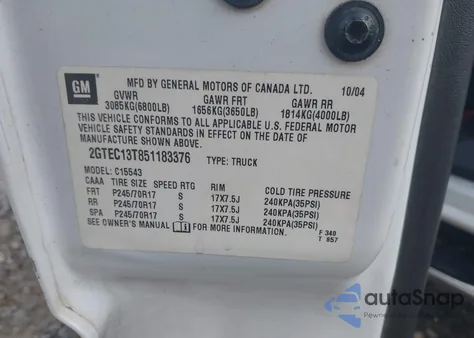 GM
MFD BY GENERAL MOTORS OF CANADA LTD. 10/04
GVWR GAWR FRT GAWR RR
3085KG(6800LB) 1656KG(3650LB) 1814KG(4000LB)
THIS VEHICLE CONFORMS TO ALL APPLICABLE U.S. FEDERAL MOTOR
VEHICLE SAFETY STANDARDS IN EFFECT ON THE DATE OF
MANUFACTURE SHOWN ABOVE.
2GTEC13T851183376 TYPE: TRUCK
MODEL: C15543
CAAA TIRE SIZE SPEED RTG RIM COLD TIRE PRESSURE
FRT P245/70R17 S 17X7.5J 240KPA(35PSI)
RR P245/70R17 S 17X7.5J 240KPA(35PSI)
SPA P245/70R17 S 17X7.5J 240KPA(35PSI)
SEE OWNER'S MANUAL i FOR MORE INFORMATION.
F 340
T 957
autoSnap